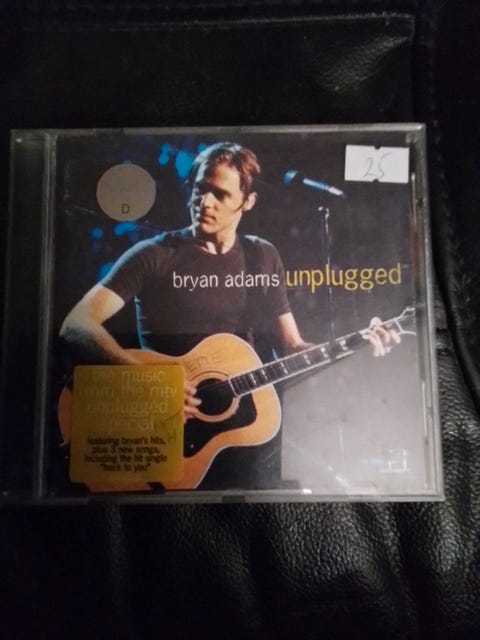 25
D
bryan adams unplugged
the music
from the mtv
unplugged
special
featuring bryan's hits,
plus 3 new songs,
including the hit single
"back to you"